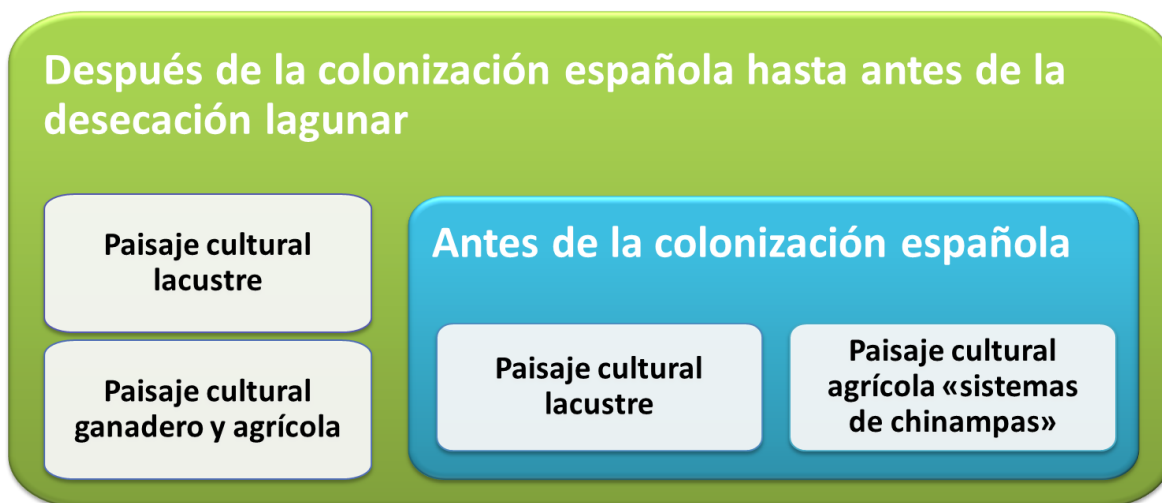 Después de la colonización española hasta antes de la
desecación lagunar
Paisaje cultural
lacustre
Paisaje cultural
ganadero y agrícola
Antes de la colonización española
Paisaje cultural
lacustre
Paisaje cultural
agrícola «sistemas
de chinampas»